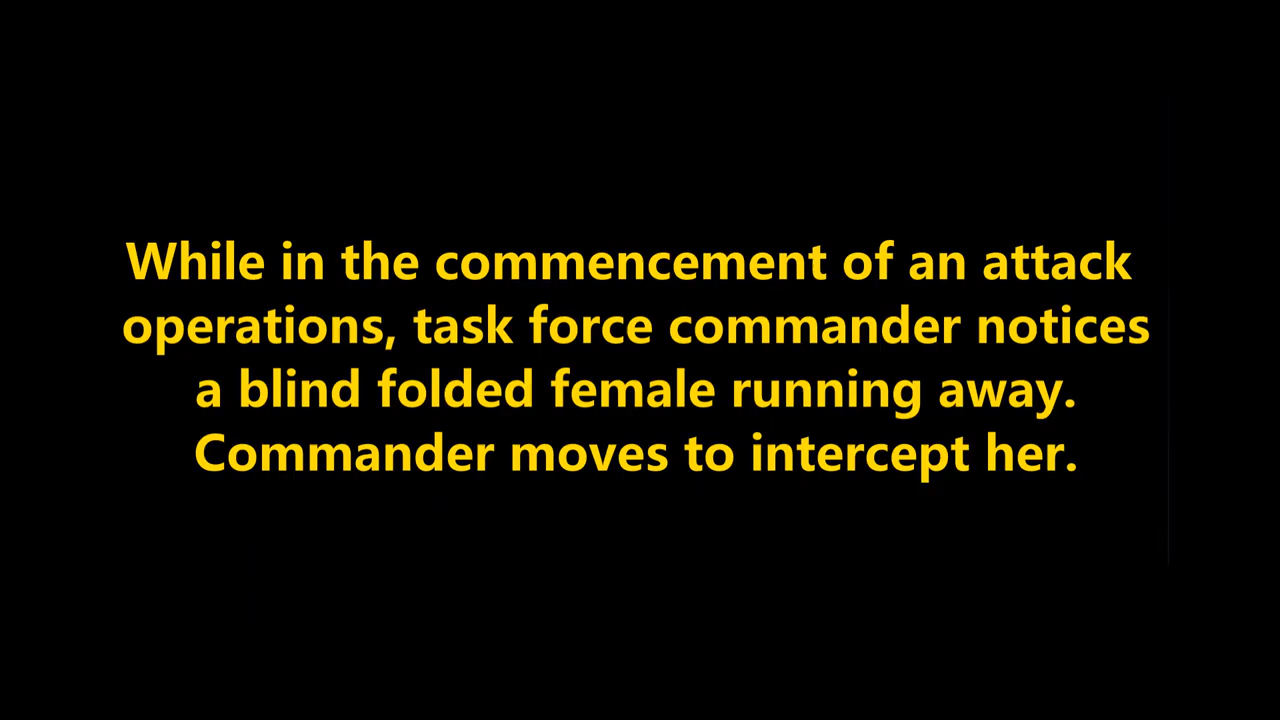 While in the commencement of an attack
operations, task force commander notices
a blind folded female running away.
Commander moves to intercept her.